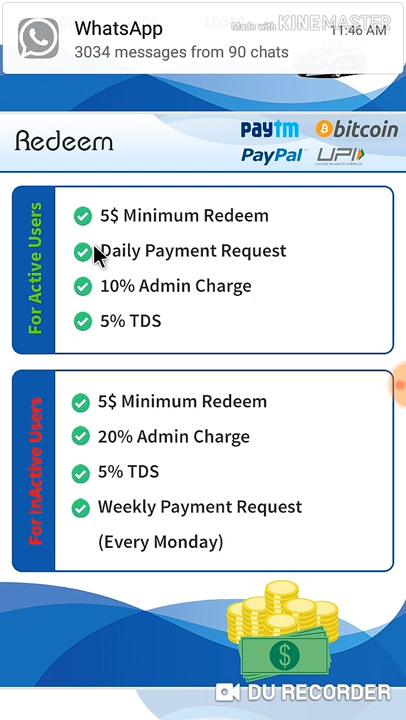 WhatsApp
Made with KINEMASTER
11:46 AM
3034 messages from 90 chats
Redeem
paytm
bitcoin
PayPal
UPI
For Active Users
5$ Minimum Redeem
Daily Payment Request
10% Admin Charge
5% TDS
For InActive Users
5$ Minimum Redeem
20% Admin Charge
5% TDS
Weekly Payment Request
(Every Monday)
$
DU RECORDER